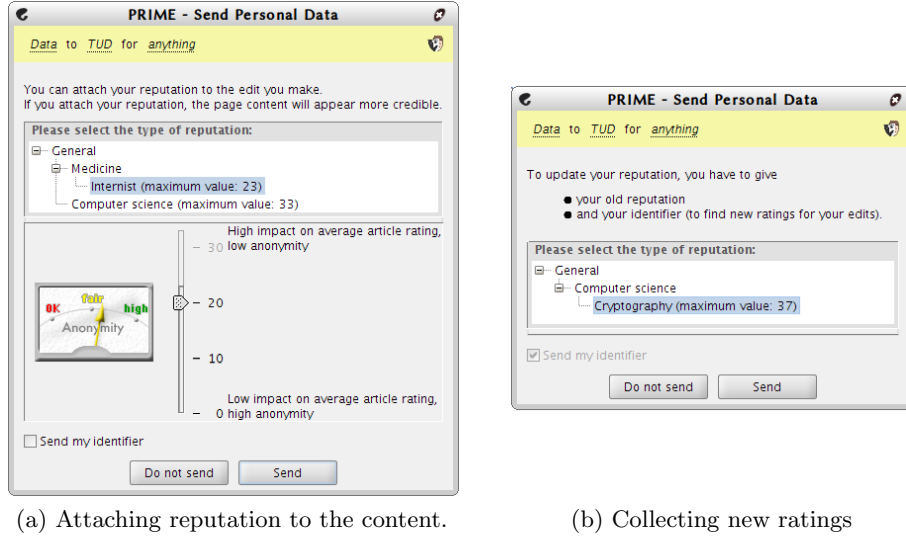 PRIME - Send Personal Data
Data to TUD for anything
You can attach your reputation to the edit you make.
If you attach your reputation, the page content will appear more credible.
Please select the type of reputation:
General
Medicine
Internist (maximum value: 23)
Computer science (maximum value: 33)
High impact on average article rating,
30 low anonymity
OK fair high
Anonymity
20
10
Low impact on average article rating,
0 high anonymity
Send my identifier
Do not send Send
(a) Attaching reputation to the content.
PRIME - Send Personal Data
Data to TUD for anything
To update your reputation, you have to give
your old reputation
and your identifier (to find new ratings for your edits).
Please select the type of reputation:
General
Computer science
Cryptography (maximum value: 37)
Send my identifier
Do not send Send
(b) Collecting new ratings